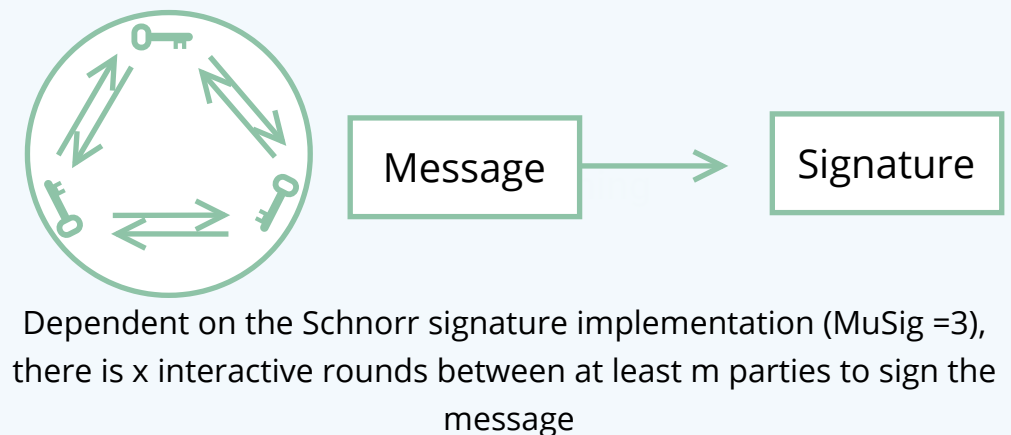 Message
Signature
Dependent on the Schnorr signature implementation (MuSig =3),
there is x interactive rounds between at least m parties to sign the
message